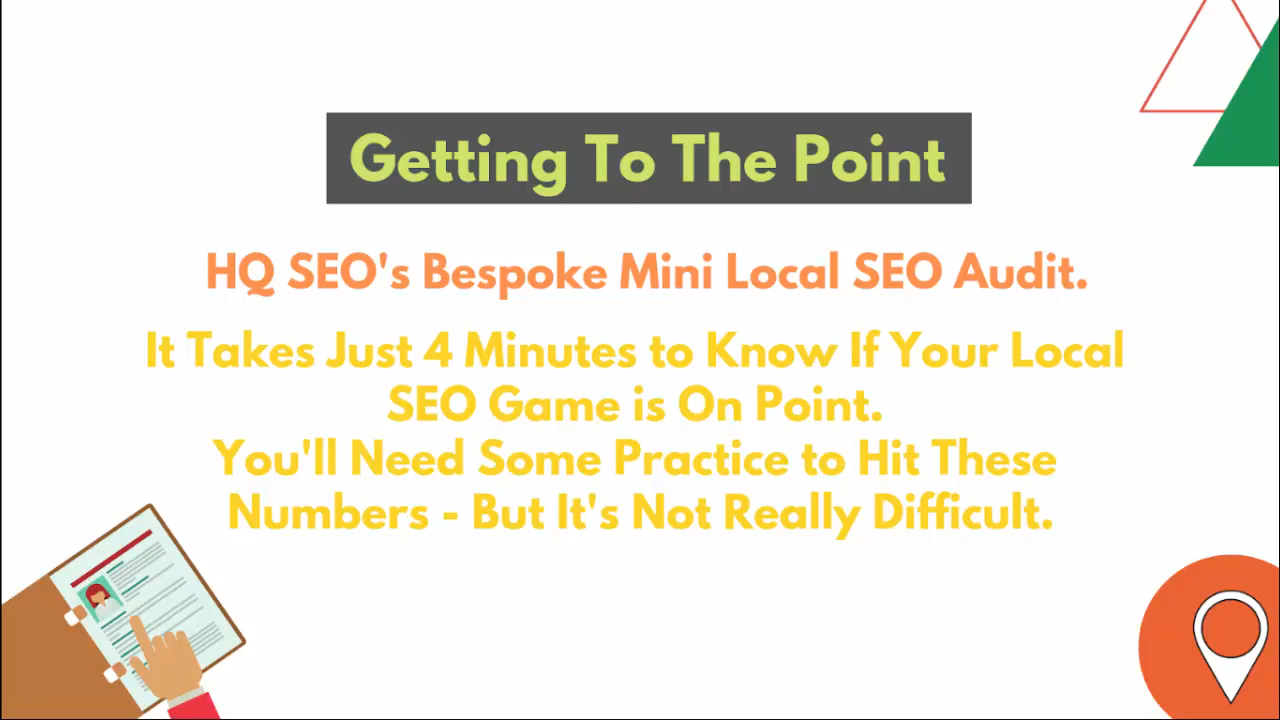 Getting To The Point
HQ SEO's Bespoke Mini Local SEO Audit.
It Takes Just 4 Minutes to Know If Your Local
SEO Game is On Point.
You'll Need Some Practice to Hit These
Numbers - But It's Not Really Difficult.